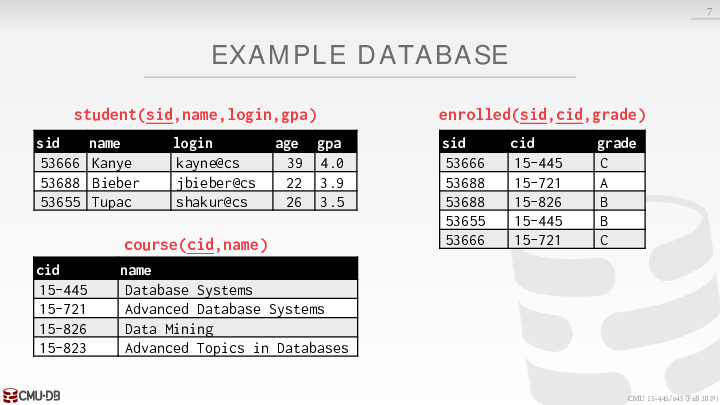 7
EXAMPLE DATABASE
student(sid,name,login,gpa)
sid name login age gpa
53666 Kanye kayne@cs 39 4.0
53688 Bieber jbieber@cs 22 3.9
53655 Tupac shakur@cs 26 3.5
course(cid,name)
cid name
15-445 Database Systems
15-721 Advanced Database Systems
15-826 Data Mining
15-823 Advanced Topics in Databases
enrolled(sid,cid,grade)
sid cid grade
53666 15-445 C
53688 15-721 A
53688 15-826 B
53655 15-445 B
53666 15-721 C
CMU·DB
CMU 15-445/645 (Fall 2019)